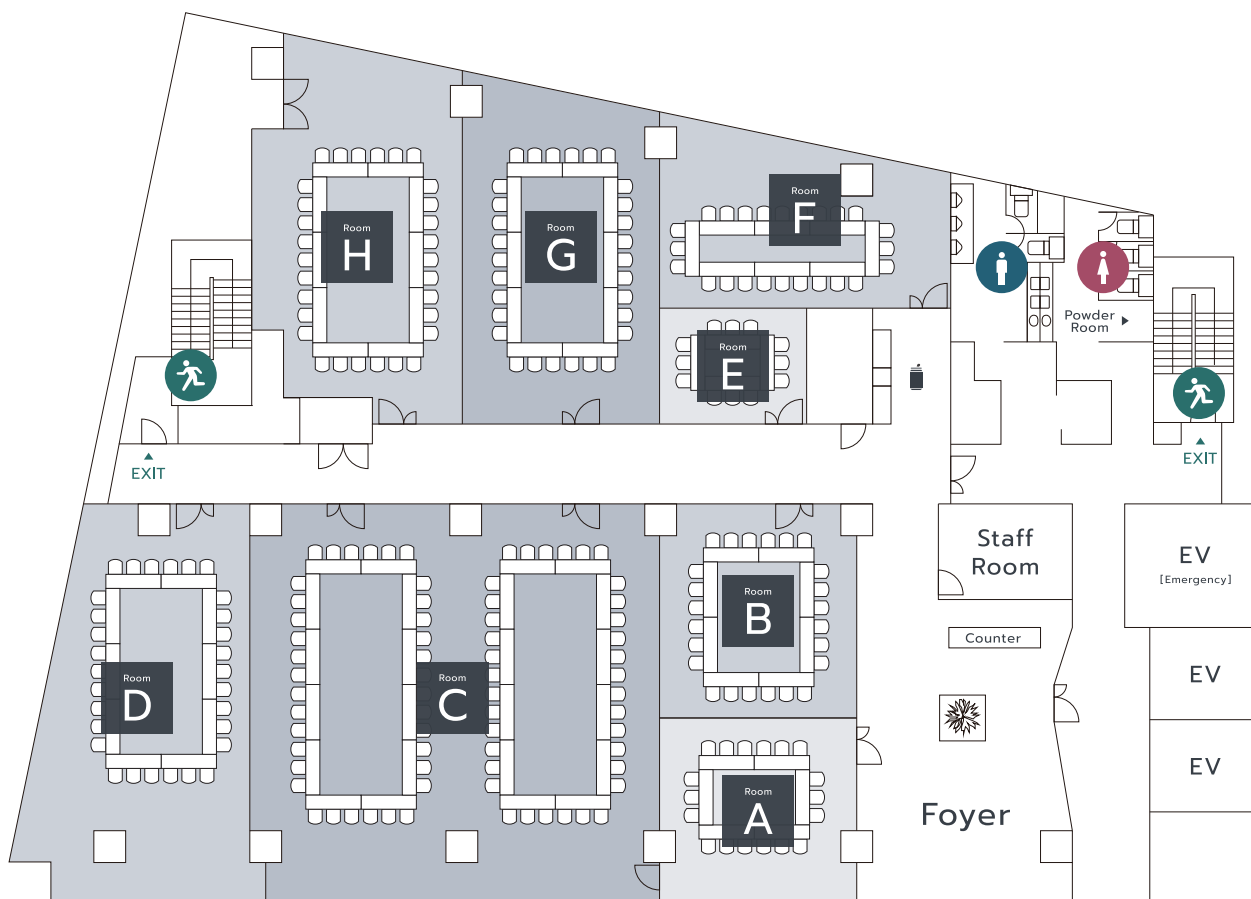 Room
H
Room
G
Room
F
Room
E
Powder
Room
EXIT
EXIT
Staff
Room
EV
[Emergency]
Counter
EV
EV
Room
B
Room
D
Room
C
Room
A
Foyer